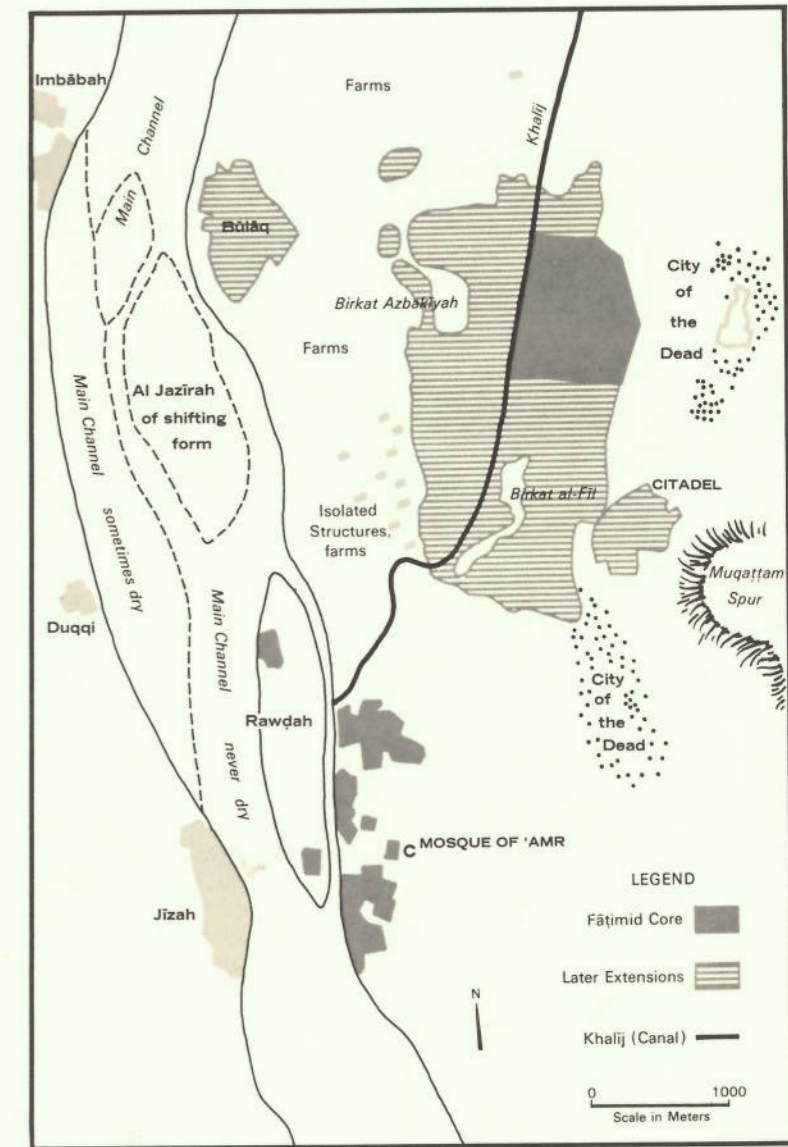 Imbābah
Farms
Khalīj
Main Channel
Būlāq
City
of
the
Dead
Birkat Azbakīyah
Farms
Al Jazīrah
of shifting
form
Main Channel sometimes dry
Birkat al-Fīl
CITADEL
Isolated
Structures,
farms
Muqaṭṭam
Spur
Duqqi
Main Channel never dry
City
of
the
Dead
Rawḍah
C MOSQUE OF 'AMR
Jīzah
LEGEND
Fāṭimid Core
Later Extensions
Khalīj (Canal)
N
0 1000
Scale in Meters